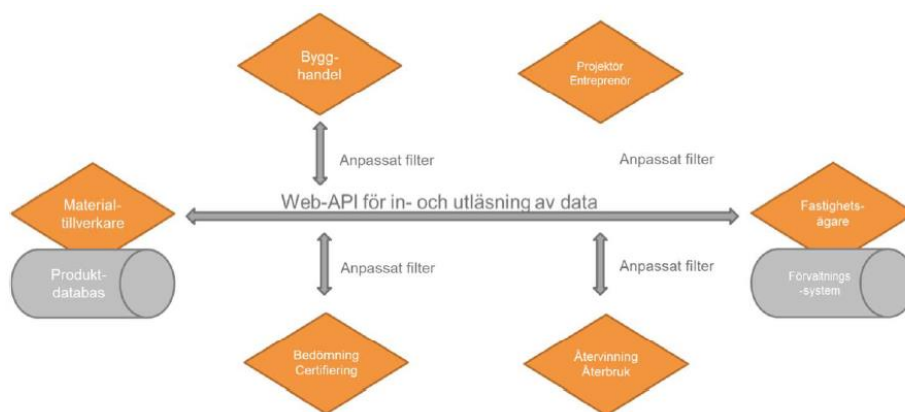 Bygg-
handel
Projektör
Entreprenör
Anpassat filter
Anpassat filter
Material-
tillverkare
Web-API för in- och utläsning av data
Fastighets-
ägare
Produkt-
databas
Anpassat filter
Anpassat filter
Förvaltnings
-system
Bedömning
Certifiering
Återvinning
Återbruk